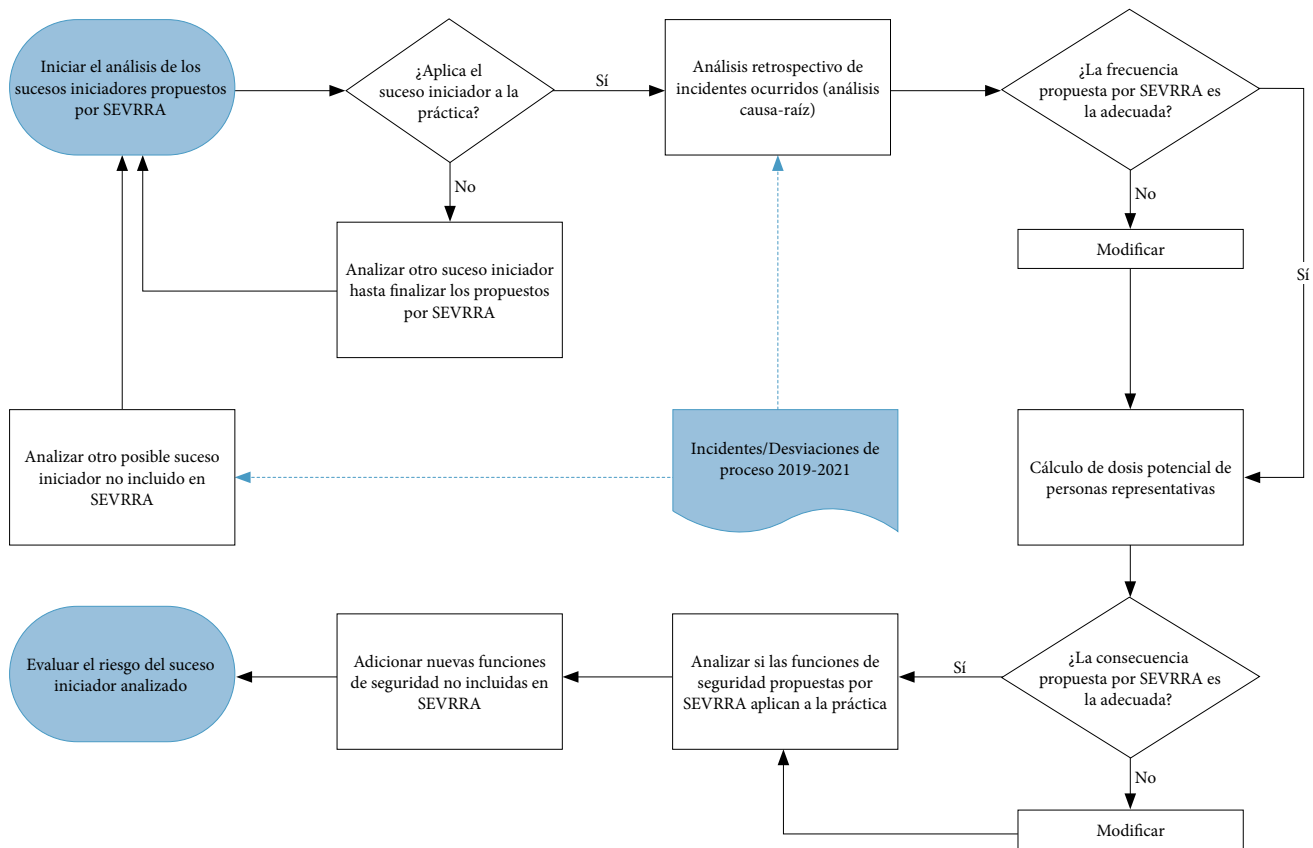 Iniciar el análisis de los
sucesos iniciadores propuestos
por SEVRRA
¿Aplica el
suceso iniciador a la
práctica?
Sí
Análisis retrospectivo de
incidentes ocurridos (análisis
causa-raíz)
¿La frecuencia
propuesta por SEVRRA es
la adecuada?
No
No
Modificar
Sí
Analizar otro suceso iniciador
hasta finalizar los propuestos
por SEVRRA
Analizar otro posible suceso
iniciador no incluido en
SEVRRA
Incidentes/Desviaciones de
proceso 2019-2021
Cálculo de dosis potencial de
personas representativas
Evaluar el riesgo del suceso
iniciador analizado
Adicionar nuevas funciones
de seguridad no incluidas en
SEVRRA
Analizar si las funciones de
seguridad propuestas por
SEVRRA aplican a la práctica
Sí
¿La consecuencia
propuesta por SEVRRA es
la adecuada?
No
Modificar